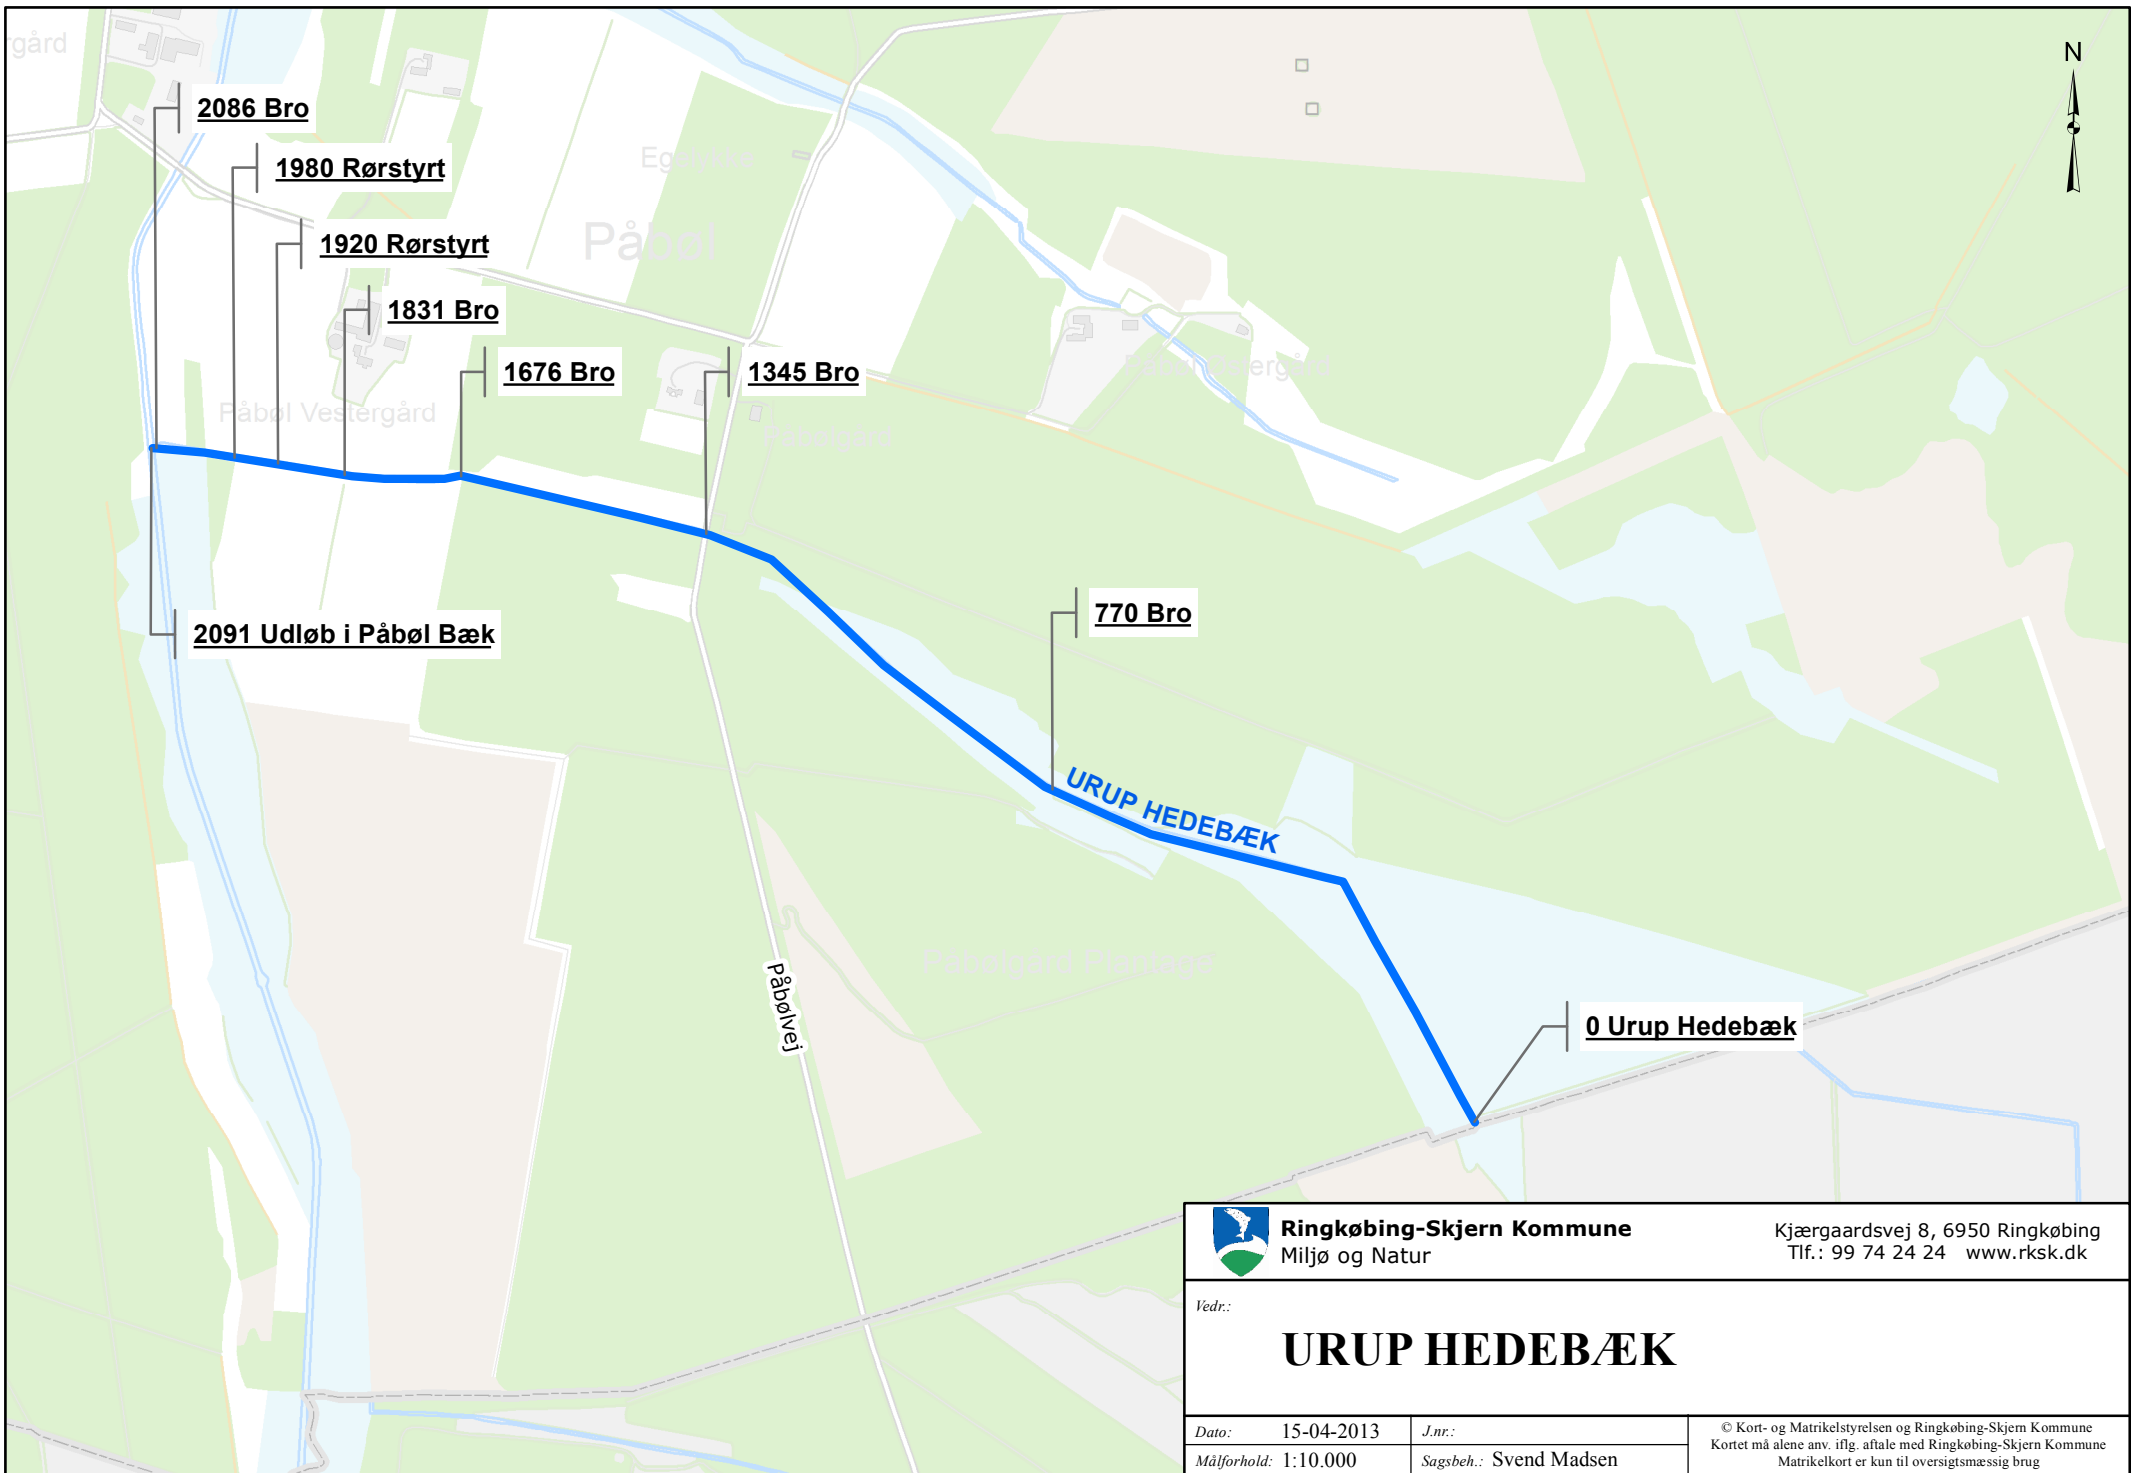 gård
N
2086 Bro
1980 Rørstyrt
Påbøl
1920 Rørstyrt
1831 Bro
1676 Bro
1345 Bro
Påbøl Vestergård
2091 Udløb i Påbøl Bæk
770 Bro
URUP HEDEBÆK
Påbølgård Plantage
Påbølvej
0 Urup Hedebæk
Ringkøbing-Skjern Kommune
Miljø og Natur
Kjærgaardsvej 8, 6950 Ringkøbing
Tlf.: 99 74 24 24 www.rksk.dk
Vedr.:
URUP HEDEBÆK
Dato: 15-04-2013
J.nr.:
Målforhold: 1:10.000
Sagsbeh.: Svend Madsen
© Kort- og Matrikelstyrelsen og Ringkøbing-Skjern Kommune
Kortet må alene anv. iflg. aftale med Ringkøbing-Skjern Kommune
Matrikelkort er kun til oversigtsmæssig brug